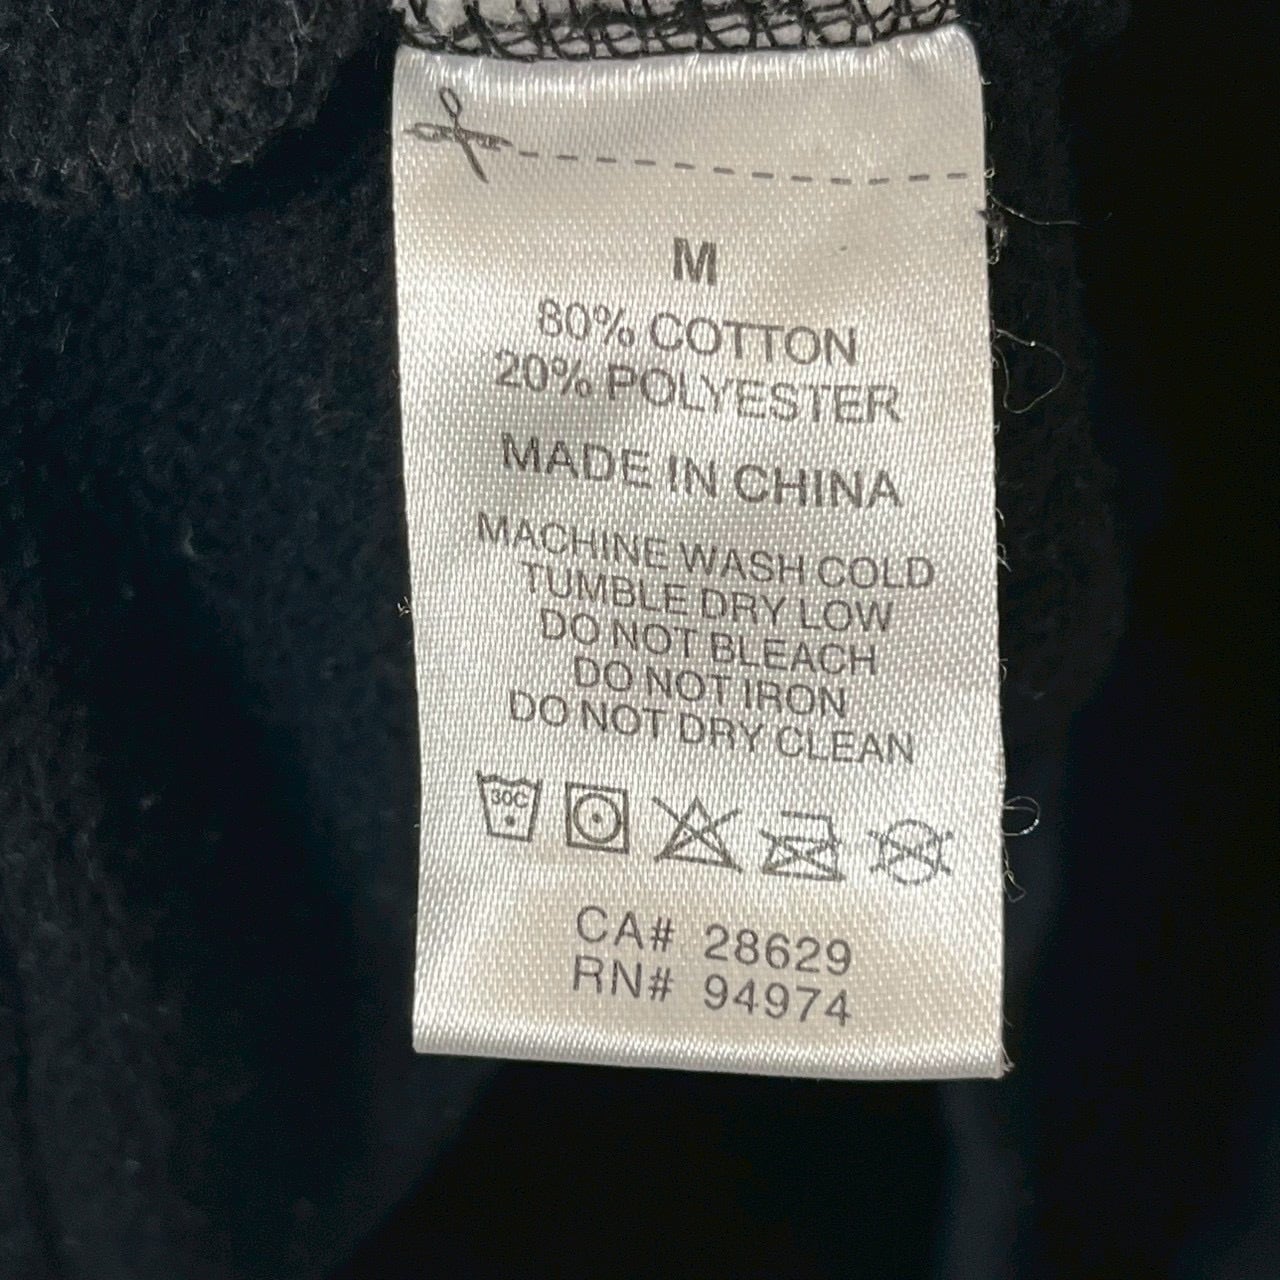 M
80% COTTON
20% POLYESTER
MADE IN CHINA
MACHINE WASH COLD
TUMBLE DRY LOW
DO NOT BLEACH
DO NOT IRON
DO NOT DRY CLEAN
30C
CA# 28629
RN# 94974